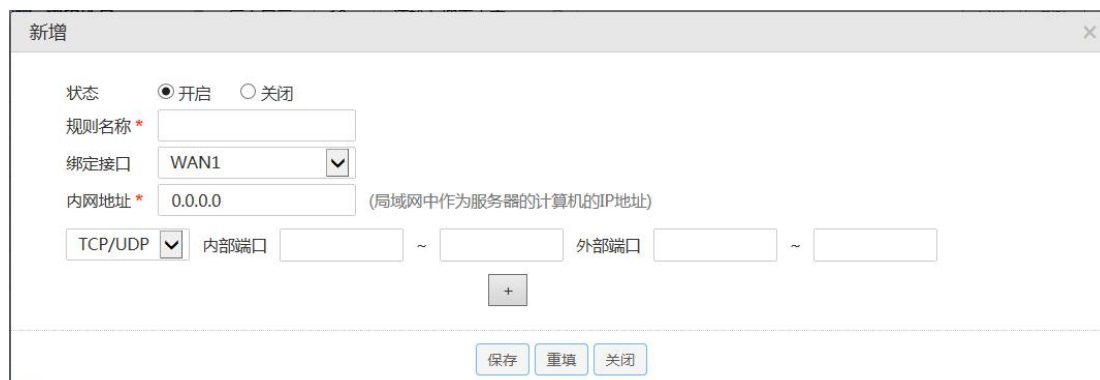 新增 ×
状态 开启 关闭
规则名称 *
绑定接口 WAN1
内网地址 * 0.0.0.0 (局域网中作为服务器的计算机的IP地址)
TCP/UDP 内部端口 ~ 外部端口 ~
+
保存 重填 关闭